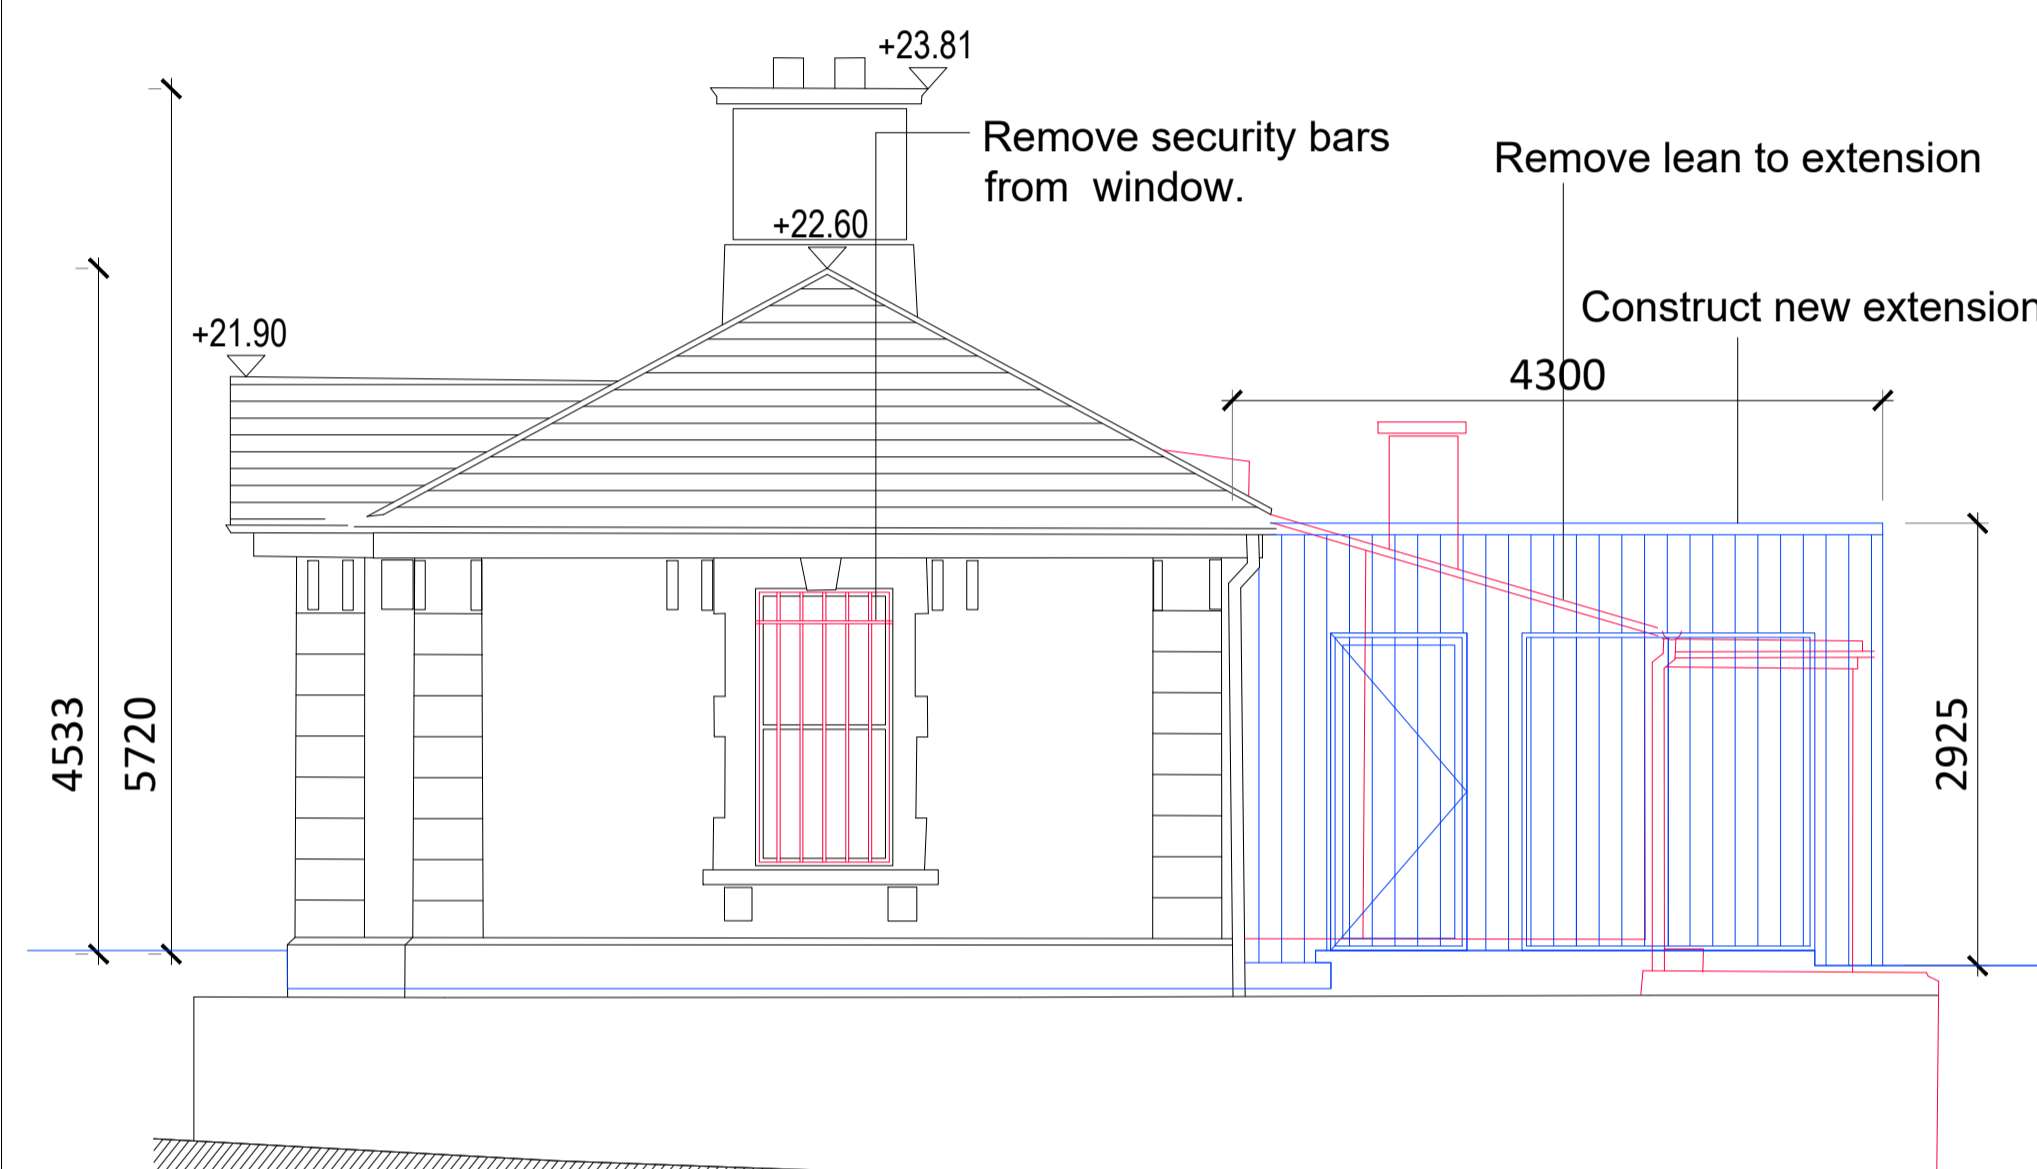 +23.81
Remove security bars
from window.
Remove lean to extension
+22.60
Construct new extension
+21.90
4300
4533
5720
2925